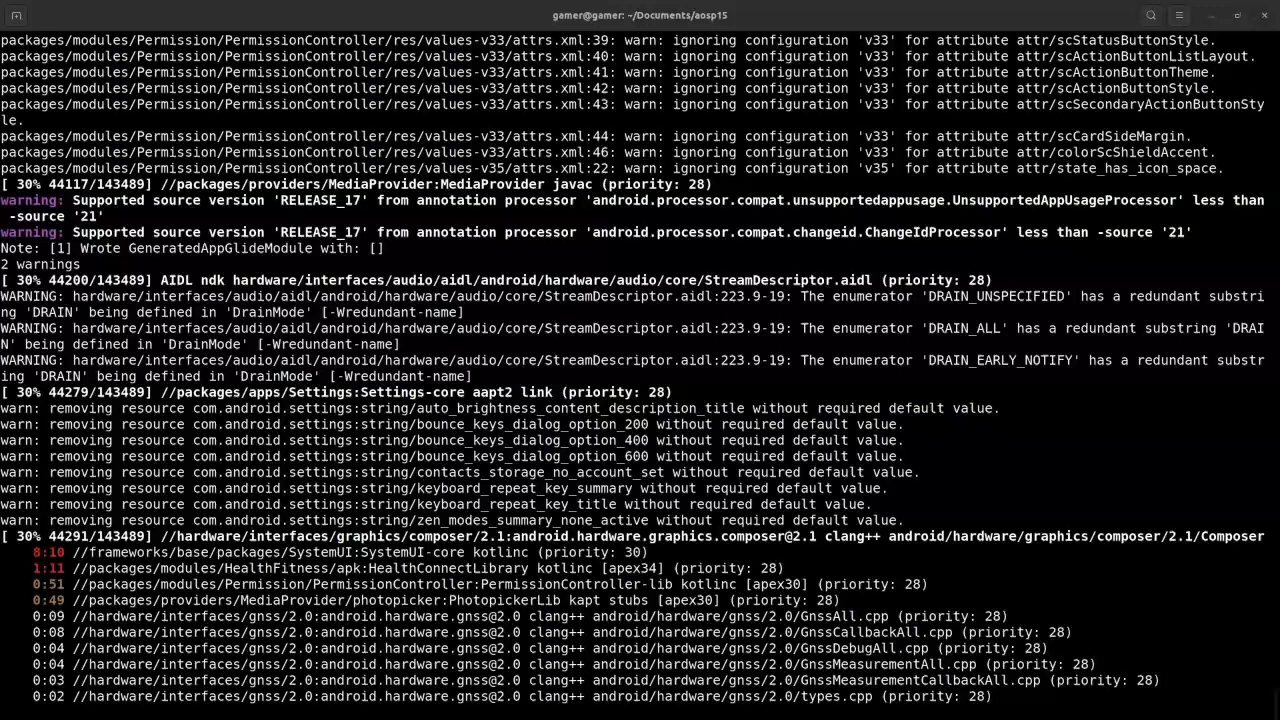 gamer@gamer: ~/Documents/aosp15
packages/modules/Permission/PermissionController/res/values-v33/attrs.xml:39: warn: ignoring configuration 'v33' for attribute attr/scStatusButtonStyle.
packages/modules/Permission/PermissionController/res/values-v33/attrs.xml:40: warn: ignoring configuration 'v33' for attribute attr/scActionButtonListLayout.
packages/modules/Permission/PermissionController/res/values-v33/attrs.xml:41: warn: ignoring configuration 'v33' for attribute attr/scActionButtonTheme.
packages/modules/Permission/PermissionController/res/values-v33/attrs.xml:42: warn: ignoring configuration 'v33' for attribute attr/scActionButtonStyle.
packages/modules/Permission/PermissionController/res/values-v33/attrs.xml:43: warn: ignoring configuration 'v33' for attribute attr/scSecondaryActionButtonSty
le.
packages/modules/Permission/PermissionController/res/values-v33/attrs.xml:44: warn: ignoring configuration 'v33' for attribute attr/scCardSideMargin.
packages/modules/Permission/PermissionController/res/values-v33/attrs.xml:46: warn: ignoring configuration 'v33' for attribute attr/colorScShieldAccent.
packages/modules/Permission/PermissionController/res/values-v35/attrs.xml:22: warn: ignoring configuration 'v35' for attribute attr/state_has_icon_space.
[ 30% 44117/143489] //packages/providers/MediaProvider:MediaProvider javac (priority: 28)
warning: Supported source version 'RELEASE_17' from annotation processor 'android.processor.compat.unsupportedappusage.UnsupportedAppUsageProcessor' less than
 -source '21'
warning: Supported source version 'RELEASE_17' from annotation processor 'android.processor.compat.changeid.ChangeIdProcessor' less than -source '21'
Note: [1] Wrote GeneratedAppGlideModule with: []
2 warnings
[ 30% 44200/143489] AIDL ndk hardware/interfaces/audio/aidl/android/hardware/audio/core/StreamDescriptor.aidl (priority: 28)
WARNING: hardware/interfaces/audio/aidl/android/hardware/audio/core/StreamDescriptor.aidl:223.9-19: The enumerator 'DRAIN_UNSPECIFIED' has a redundant substri
ng 'DRAIN' being defined in 'DrainMode' [-Wredundant-name]
WARNING: hardware/interfaces/audio/aidl/android/hardware/audio/core/StreamDescriptor.aidl:223.9-19: The enumerator 'DRAIN_ALL' has a redundant substring 'DRAI
N' being defined in 'DrainMode' [-Wredundant-name]
WARNING: hardware/interfaces/audio/aidl/android/hardware/audio/core/StreamDescriptor.aidl:223.9-19: The enumerator 'DRAIN_EARLY_NOTIFY' has a redundant substr
ing 'DRAIN' being defined in 'DrainMode' [-Wredundant-name]
[ 30% 44279/143489] //packages/apps/Settings:Settings-core aapt2 link (priority: 28)
warn: removing resource com.android.settings:string/auto_brightness_content_description_title without required default value.
warn: removing resource com.android.settings:string/bounce_keys_dialog_option_200 without required default value.
warn: removing resource com.android.settings:string/bounce_keys_dialog_option_400 without required default value.
warn: removing resource com.android.settings:string/bounce_keys_dialog_option_600 without required default value.
warn: removing resource com.android.settings:string/contacts_storage_no_account_set without required default value.
warn: removing resource com.android.settings:string/keyboard_repeat_key_summary without required default value.
warn: removing resource com.android.settings:string/keyboard_repeat_key_title without required default value.
warn: removing resource com.android.settings:string/zen_modes_summary_none_active without required default value.
[ 30% 44291/143489] //hardware/interfaces/graphics/composer/2.1:android.hardware.graphics.composer@2.1 clang++ android/hardware/graphics/composer/2.1/Composer
8:10 //frameworks/base/packages/SystemUI:SystemUI-core kotlinc (priority: 30)
1:11 //packages/modules/HealthFitness/apk:HealthConnectLibrary kotlinc [apex34] (priority: 28)
0:51 //packages/modules/Permission/PermissionController:PermissionController-lib kotlinc [apex30] (priority: 28)
0:49 //packages/providers/MediaProvider/photopicker:PhotopickerLib kapt stubs [apex30] (priority: 28)
0:09 //hardware/interfaces/gnss/2.0:android.hardware.gnss@2.0 clang++ android/hardware/gnss/2.0/GnssAll.cpp (priority: 28)
0:08 //hardware/interfaces/gnss/2.0:android.hardware.gnss@2.0 clang++ android/hardware/gnss/2.0/GnssCallbackAll.cpp (priority: 28)
0:04 //hardware/interfaces/gnss/2.0:android.hardware.gnss@2.0 clang++ android/hardware/gnss/2.0/GnssDebugAll.cpp (priority: 28)
0:04 //hardware/interfaces/gnss/2.0:android.hardware.gnss@2.0 clang++ android/hardware/gnss/2.0/GnssMeasurementAll.cpp (priority: 28)
0:03 //hardware/interfaces/gnss/2.0:android.hardware.gnss@2.0 clang++ android/hardware/gnss/2.0/GnssMeasurementCallbackAll.cpp (priority: 28)
0:02 //hardware/interfaces/gnss/2.0:android.hardware.gnss@2.0 clang++ android/hardware/gnss/2.0/types.cpp (priority: 28)